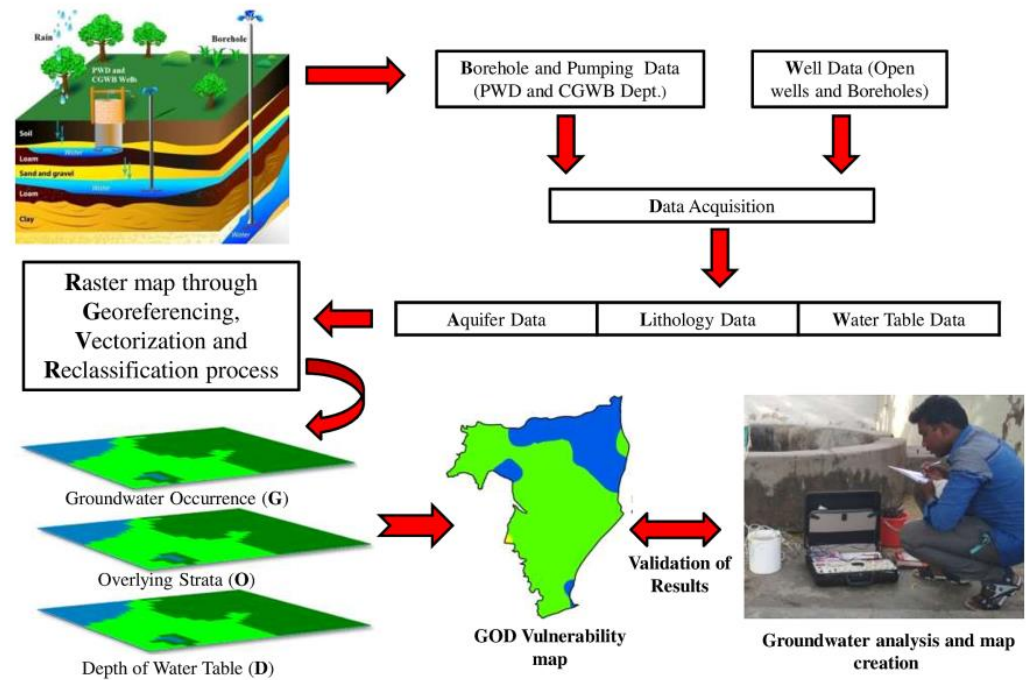 Rain
Borehole
PWD and
CGWB Wells
Soil
Water
Loam
Sand and gravel
Water
Loam
Clay
Water
Borehole and Pumping Data
(PWD and CGWB Dept.)
Well Data (Open
wells and Boreholes)
Data Acquisition
Aquifer Data
Lithology Data
Water Table Data
Raster map through
Georeferencing,
Vectorization and
Reclassification process
Groundwater Occurrence (G)
Overlying Strata (O)
Depth of Water Table (D)
GOD Vulnerability
map
Validation of
Results
Groundwater analysis and map
creation